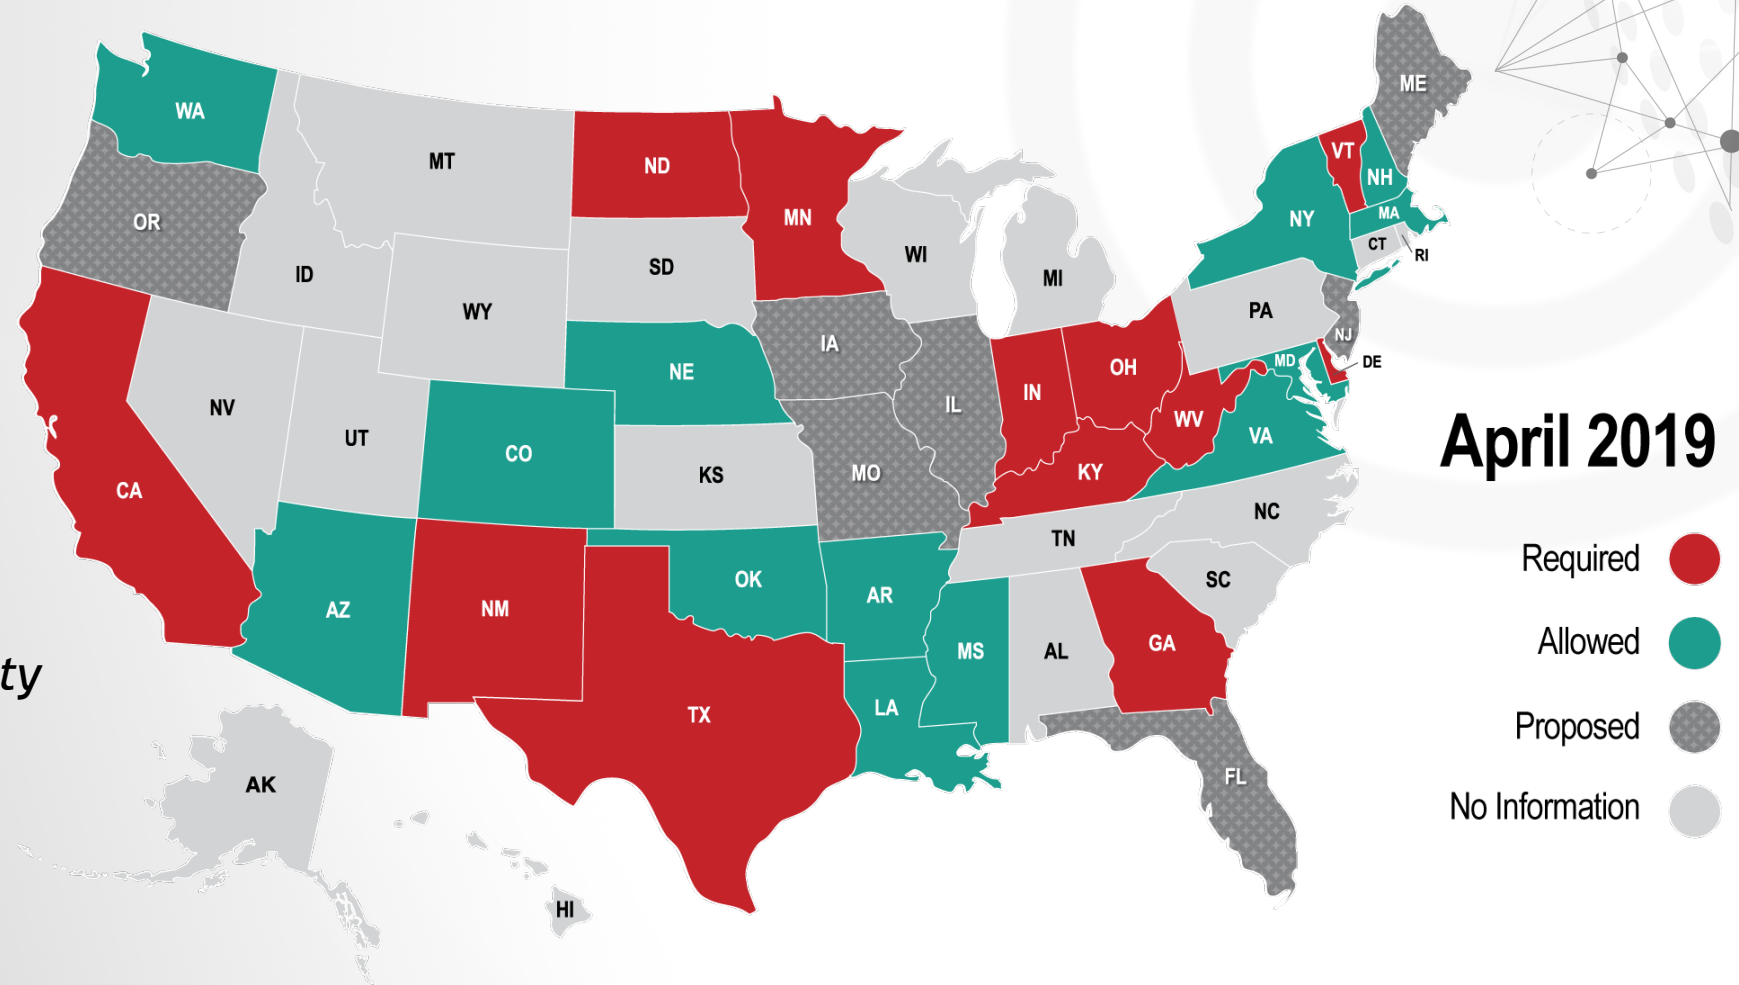 ME
WA
VT
MT
ND
NH
MN
NY
MA
OR
CT
WI
RI
SD
ID
MI
WY
PA
NJ
IA
MD
DE
OH
NE
IN
IL
NV
WV
VA
UT
April 2019
CO
KY
MO
KS
CA
NC
TN
Required
SC
OK
AR
NM
AZ
GA
Allowed
MS
AL
ty
LA
TX
Proposed
FL
AK
No Information
HI